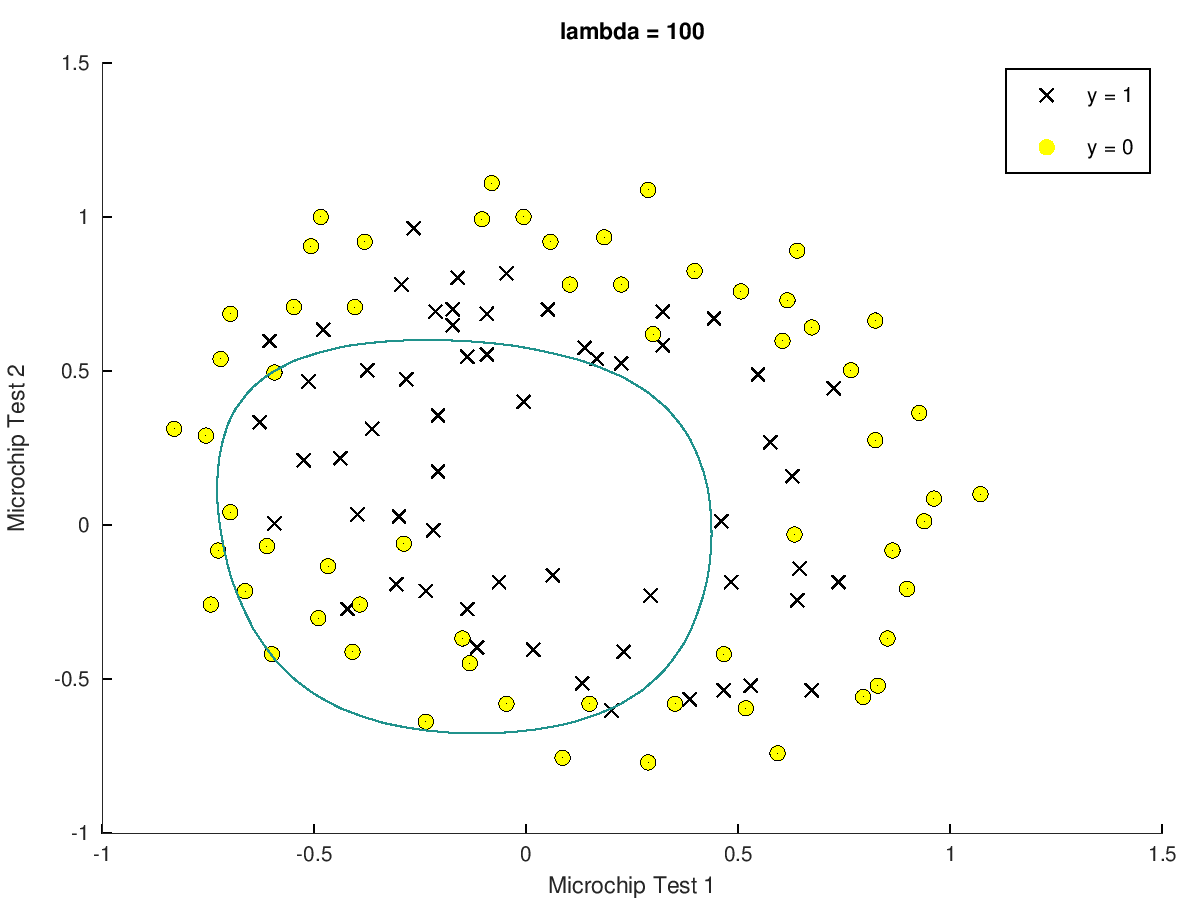 lambda = 100
1.5
1
0.5
0
-0.5
-1
Microchip Test 2
y = 1
y = 0
-1
-0.5
0
0.5
1
1.5
Microchip Test 1